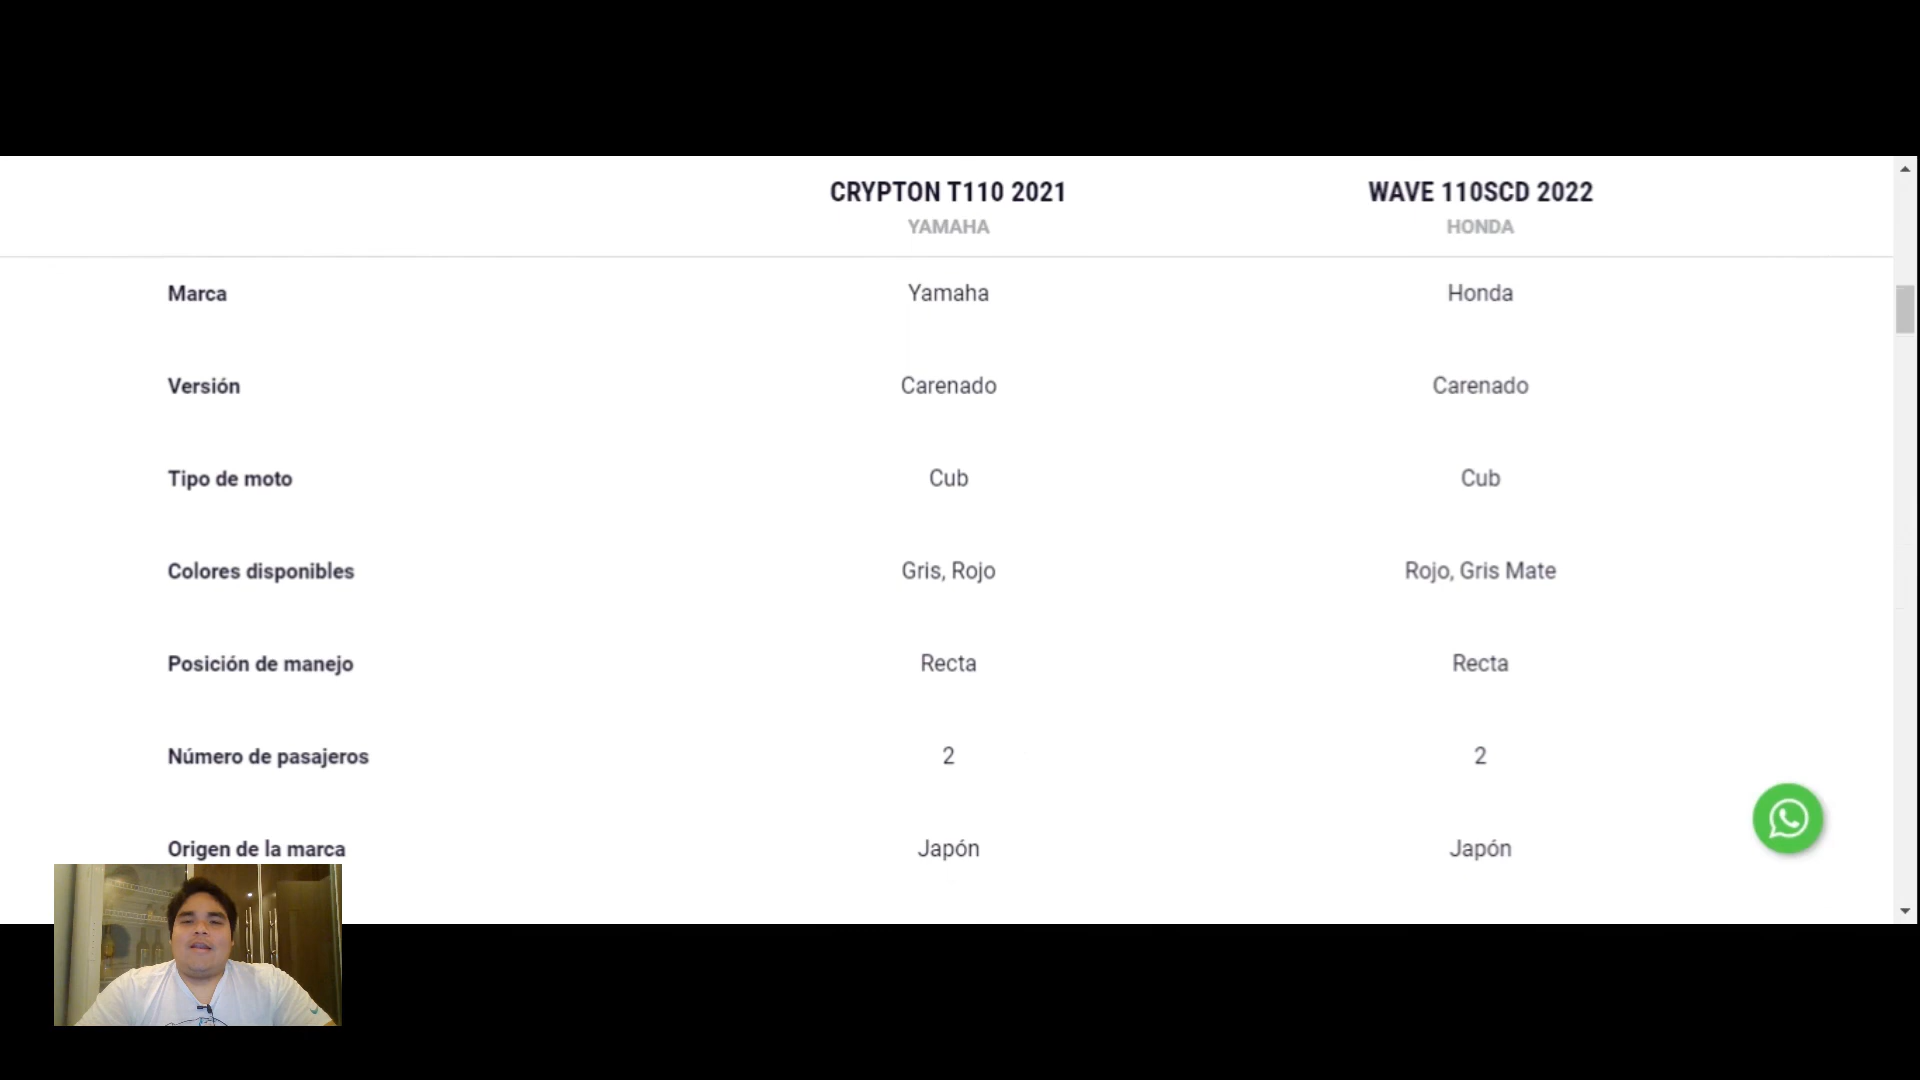 CRYPTON T110 2021 WAVE 110SCD 2022
YAMAHA HONDA
Marca Yamaha Honda
Versión Carenado Carenado
Tipo de moto Cub Cub
Colores disponibles Gris, Rojo Rojo, Gris Mate
Posición de manejo Recta Recta
Número de pasajeros 2 2
Origen de la marca Japón Japón